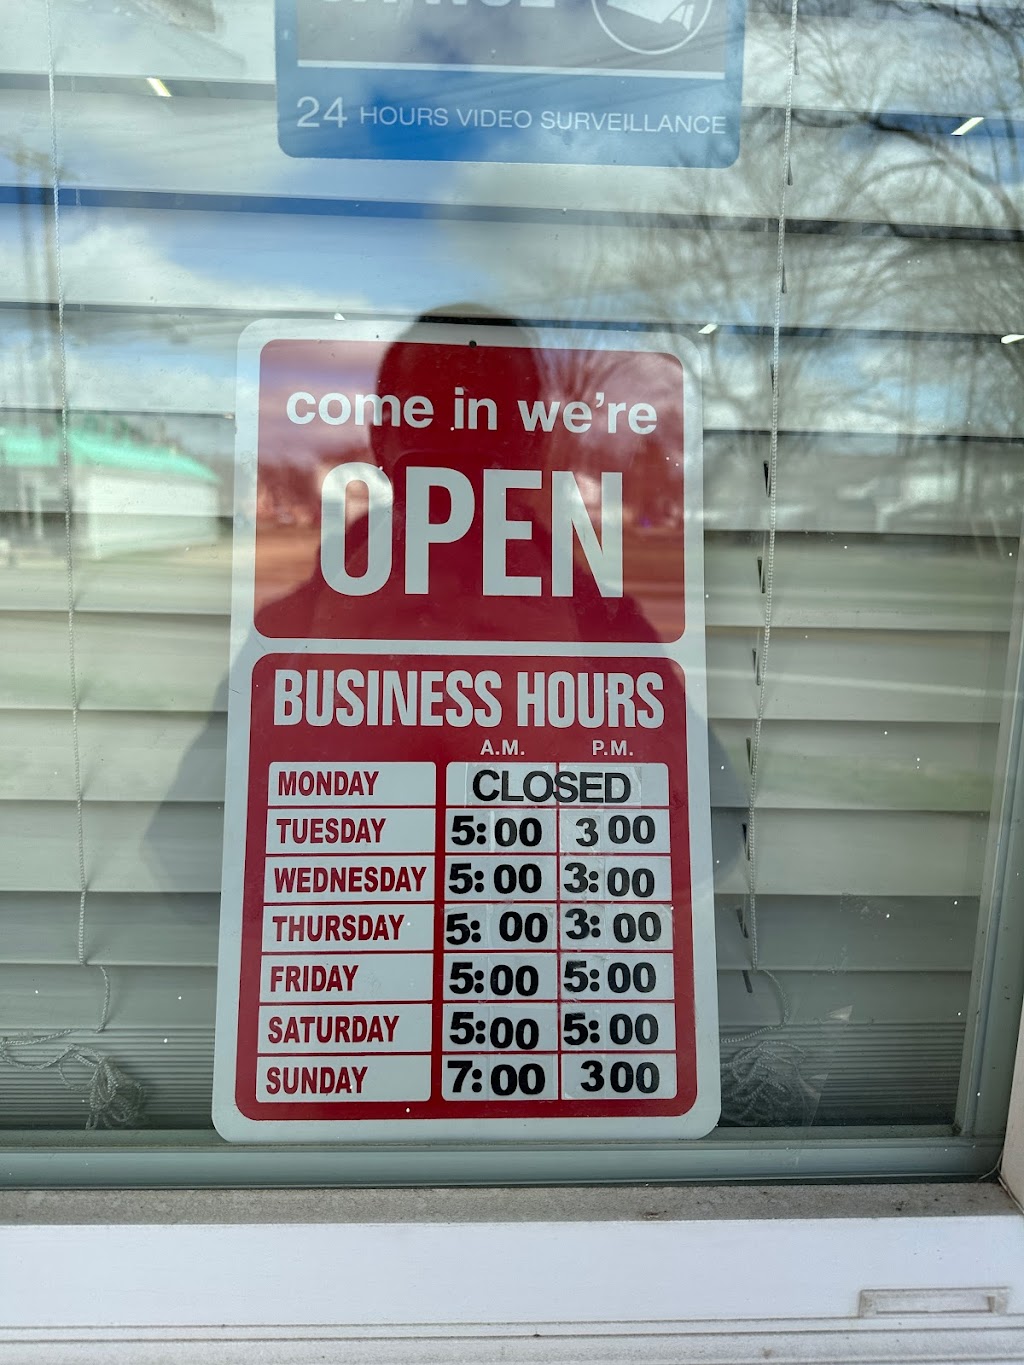 24 HOURS VIDEO SURVEILLANCE
come in we're
OPEN
BUSINESS HOURS
A.M. P.M.
MONDAY CLOSED
TUESDAY 5:00 3 00
WEDNESDAY 5:00 3:00
THURSDAY 5:00 3:00
FRIDAY 5:00 5:00
SATURDAY 5:00 5:00
SUNDAY 7:00 300